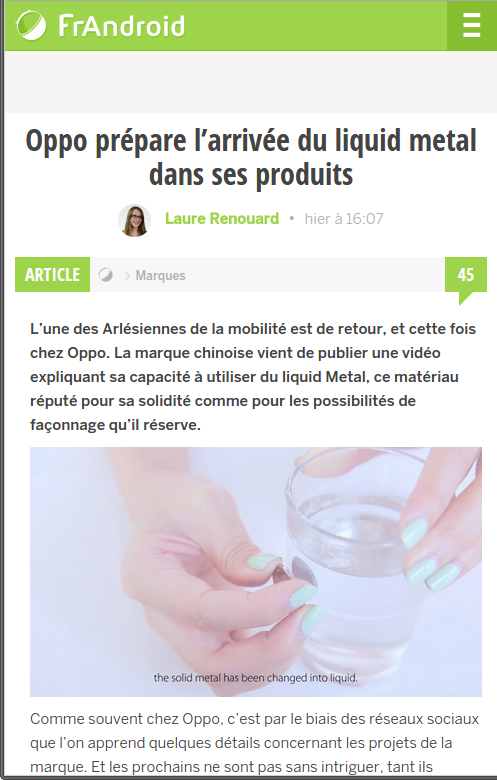 FrAndroid
Oppo prépare l’arrivée du liquid metal
dans ses produits
Laure Renouard • hier à 16:07
ARTICLE > Marques 45
L’une des Arlésiennes de la mobilité est de retour, et cette fois
chez Oppo. La marque chinoise vient de publier une vidéo
expliquant sa capacité à utiliser du liquid Metal, ce matériau
réputé pour sa solidité comme pour les possibilités de
façonnage qu’il réserve.
the solid metal has been changed into liquid.
Comme souvent chez Oppo, c’est par le biais des réseaux sociaux
que l’on apprend quelques détails concernant les projets de la
marque. Et les prochains ne sont pas sans intriguer, tant ils